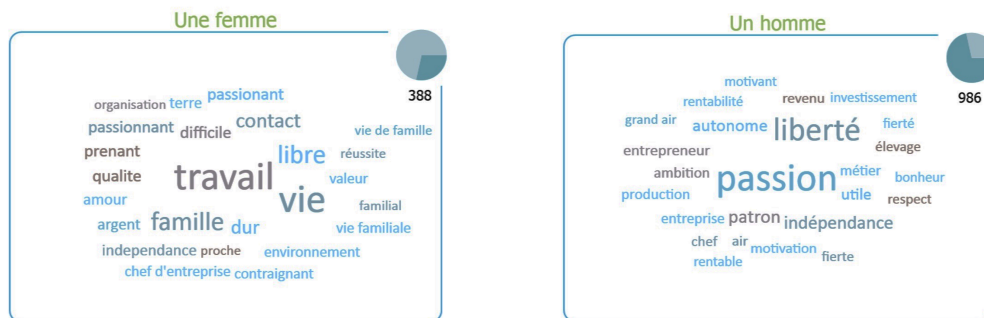 Une femme
388
organisation terre passionant
passionnant difficile contact
vie de famille
prenant libre réussite
qualite travail valeur
amour vie familial
argent famille dur vie familiale
independance proche environnement
chef d'entreprise contraignant
Un homme
986
motivant
rentabilité revenu investissement
grand air autonome liberté fierté
entrepreneur élevage
ambition passion métier bonheur
production utile respect
entreprise patron indépendance
chef air motivation fierte
rentable